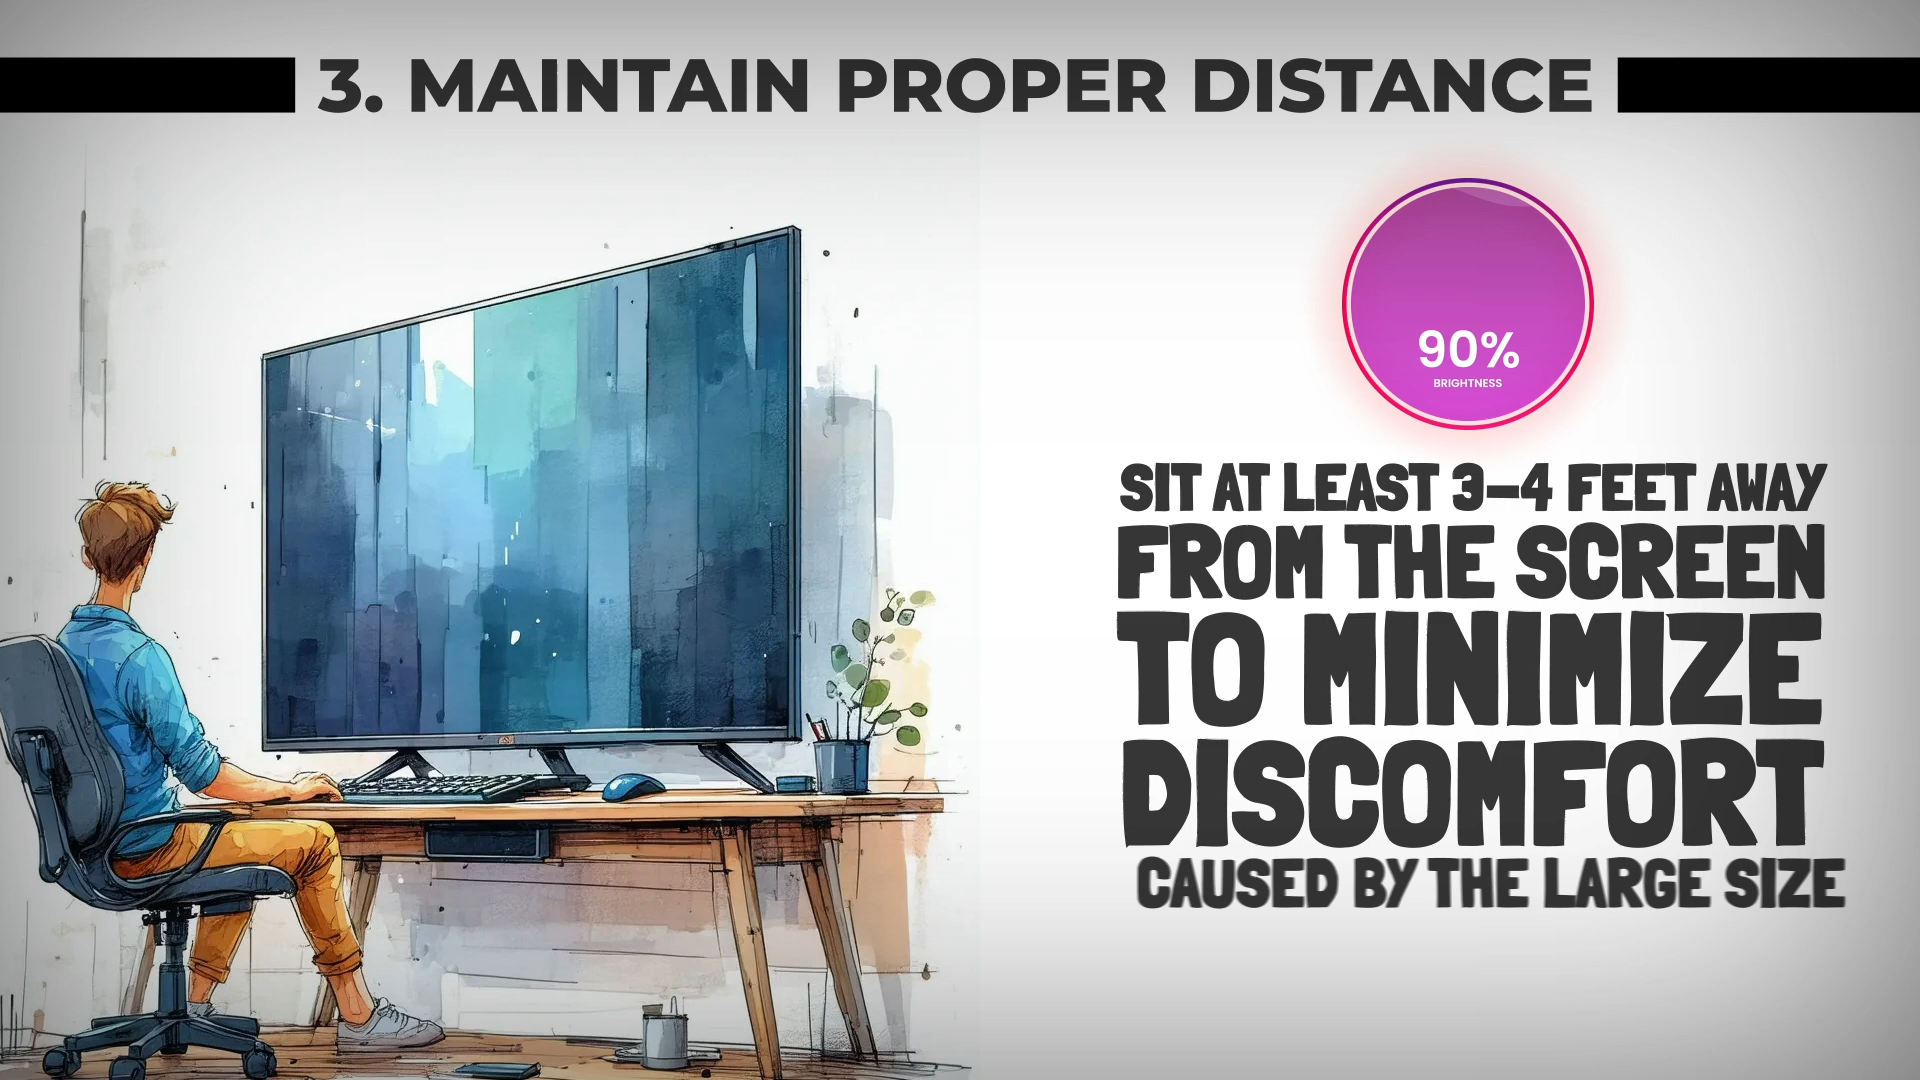 3. MAINTAIN PROPER DISTANCE
90%
BRIGHTNESS
SIT AT LEAST 3–4 FEET AWAY
FROM THE SCREEN
TO MINIMIZE
DISCOMFORT
CAUSED BY THE LARGE SIZE